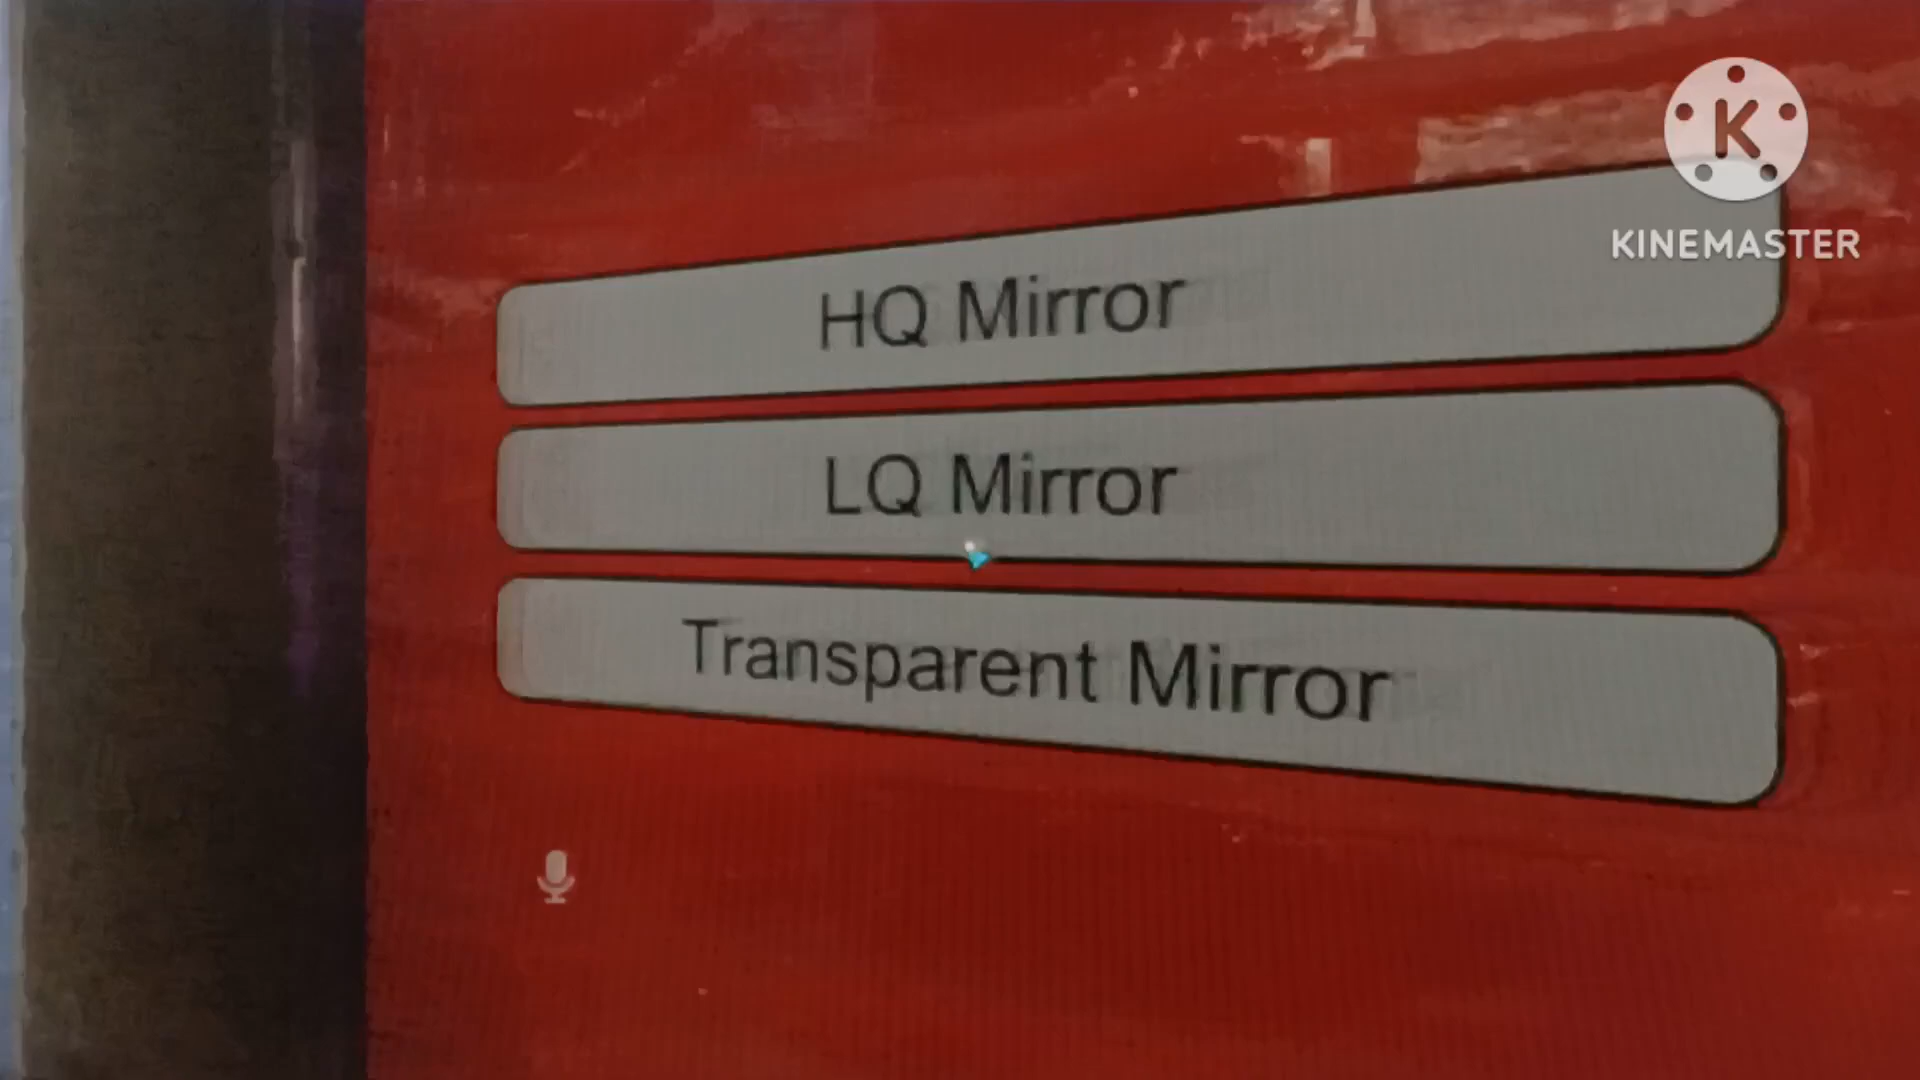 K
KINEMASTER
HQ Mirror
LQ Mirror
Transparent Mirror